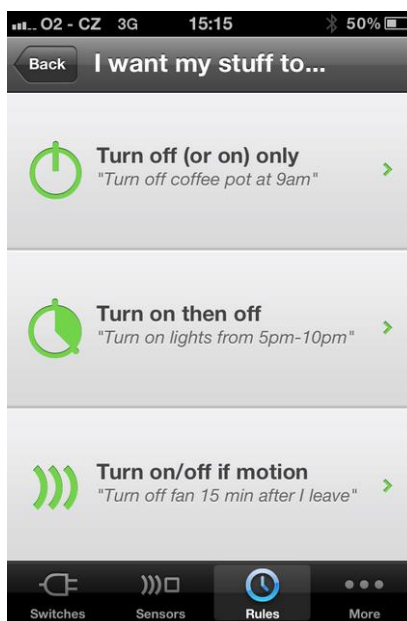 O2 - CZ 3G 15:15 50%
Back I want my stuff to...
Turn off (or on) only
"Turn off coffee pot at 9am"
Turn on then off
"Turn on lights from 5pm-10pm"
Turn on/off if motion
"Turn off fan 15 min after I leave"
Switches Sensors Rules More